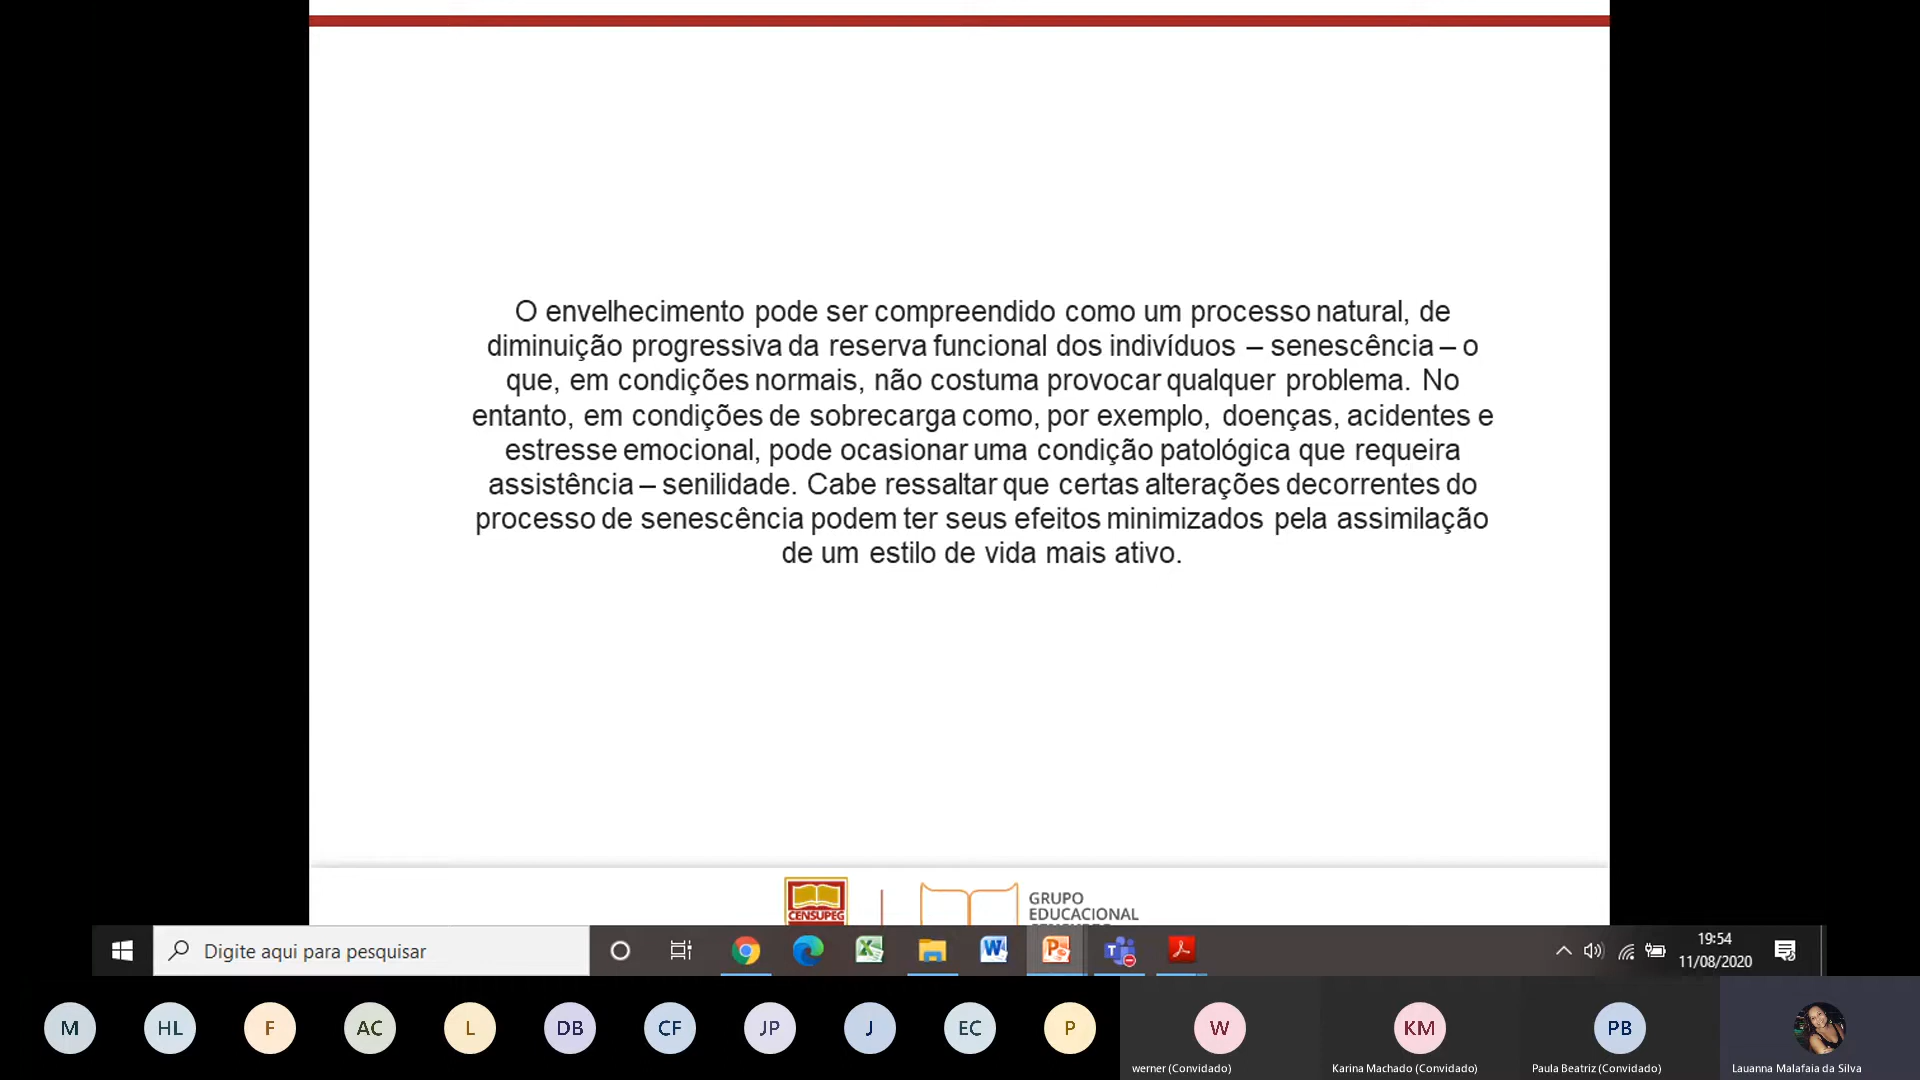 O envelhecimento pode ser compreendido como um processo natural, de
diminuição progressiva da reserva funcional dos indivíduos – senescência – o
que, em condições normais, não costuma provocar qualquer problema. No
entanto, em condições de sobrecarga como, por exemplo, doenças, acidentes e
estresse emocional, pode ocasionar uma condição patológica que requeira
assistência – senilidade. Cabe ressaltar que certas alterações decorrentes do
processo de senescência podem ter seus efeitos minimizados pela assimilação
de um estilo de vida mais ativo.
CENSUPEG
GRUPO
EDUCACIONAL
Digite aqui para pesquisar
19:54
11/08/2020
M HL F AC L DB CF JP J EC P W KM PB
werner (Convidado) Karina Machado (Convidado) Paula Beatriz (Convidado) Lauanna Malafaia da Silva